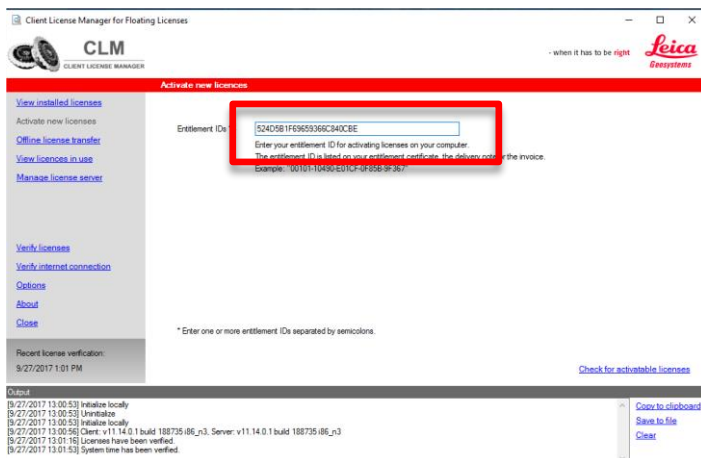 Client License Manager for Floating Licenses
CLM
CLIENT LICENSE MANAGER
- when it has to be right
Leica
Geosystems
Activate new licences
View installed licenses
Activate new licenses
Offline license transfer
View licences in use
Manage license server
Entitlement IDs *
524D5B1F69659366C840CBE
Enter your entitlement ID for activating licenses on your computer.
The entitlement ID is listed on your entitlement certificate, the delivery note or the invoice.
Example: "00101-10490-E01CF-0F85B-9F367"
Verify licenses
Verify internet connection
Options
About
Close
* Enter one or more entitlement IDs separated by semicolons.
Recent license verification:
9/27/2017 1:01 PM
Check for activatable licenses
Output
[9/27/2017 13:00:53] Initialize locally
[9/27/2017 13:00:53] Uninitialize
[9/27/2017 13:00:53] Initialize locally
[9/27/2017 13:00:56] Client: v11.14.0.1 build 188735 i86_n3, Server: v11.14.0.1 build 188735 i86_n3
[9/27/2017 13:01:16] Licenses have been verified.
[9/27/2017 13:01:53] System time has been verified.
Copy to clipboard
Save to file
Clear